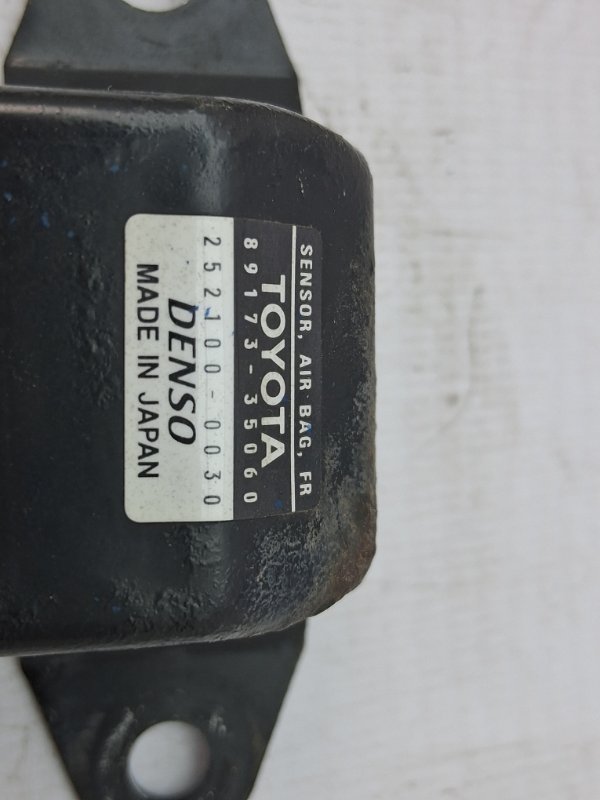 SENSOR, AIR BAG, FR
TOYOTA
89173-35060
252100-0030
DENSO
MADE IN JAPAN